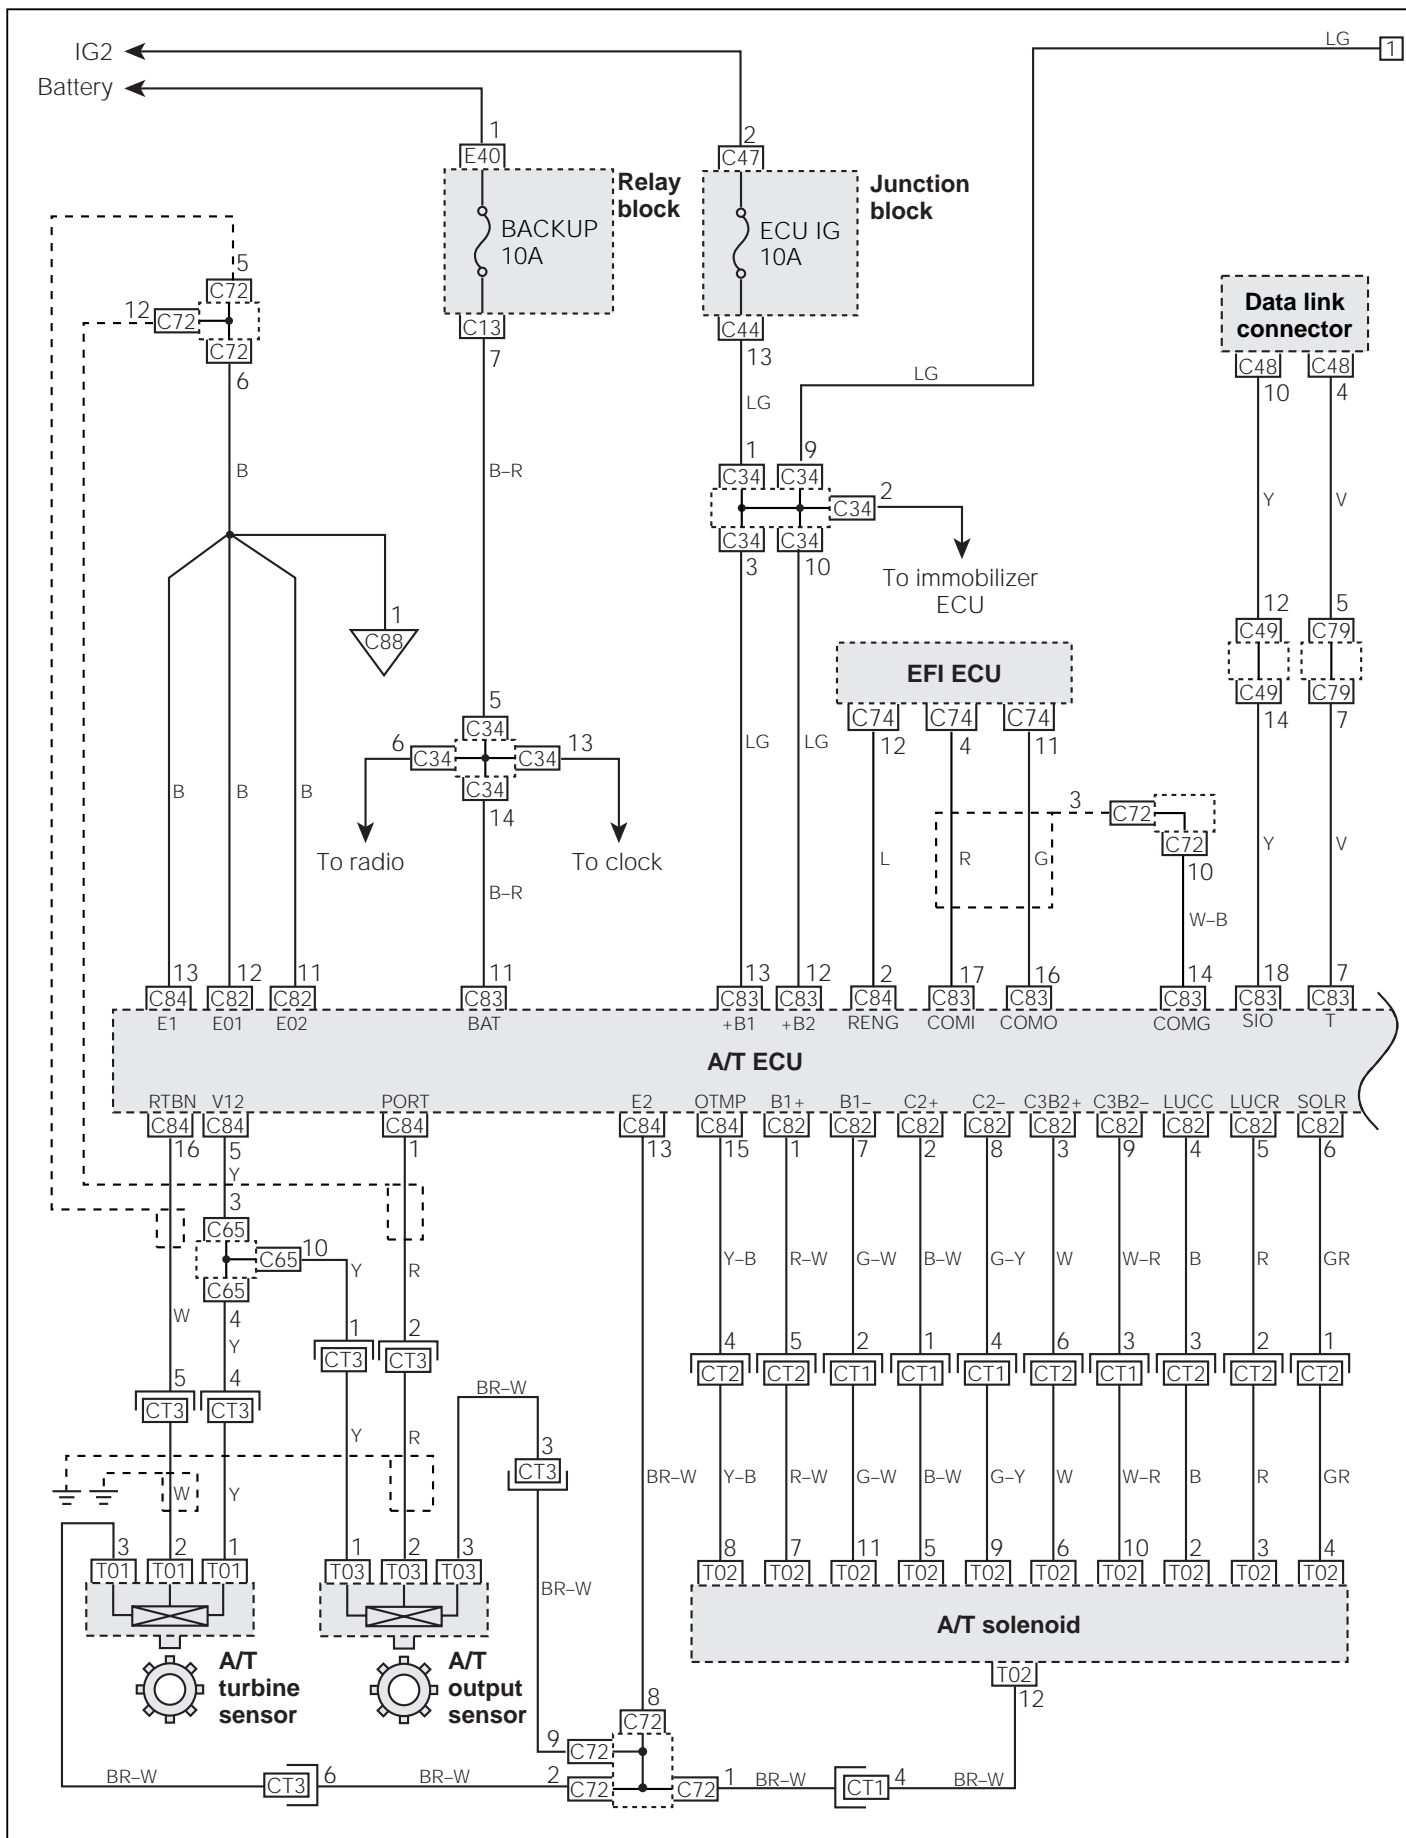 IG2
LG
1
Battery
1
2
E40
C47
Relay
block
Junction
block
BACKUP
10A
ECU IG
10A
5
C72
12
C72
C72
6
C13
7
C44
13
Data link
connector
C48
C48
10
4
LG
LG
1
9
C34
C34
2
C34
C34
C34
3
10
B
B–R
Y
V
To immobilizer
ECU
1
C88
12
5
C49
C79
C49
C79
14
7
EFI ECU
C74
C74
C74
12
4
11
5
C34
6
C34
C34
13
C34
14
LG
LG
B
B
B
To radio
To clock
3
C72
C72
10
L
R
G
Y
V
B–R
W–B
13
12
11
11
13
12
2
17
16
14
18
7
C84
C82
C82
C83
C83
C83
C84
C83
C83
C83
C83
C83
E1
E01
E02
BAT
+B1
+B2
RENG
COMI
COMO
COMG
SIO
T
A/T ECU
RTBN
V12
PORT
E2
OTMP
B1+
B1–
C2+
C2–
C3B2+
C3B2–
LUCC
LUCR
SOLR
C84
C84
C84
C84
C84
C82
C82
C82
C82
C82
C82
C82
C82
C82
16
5
1
13
15
1
7
2
8
3
9
4
5
6
Y
3
C65
C65
10
C65
4
Y
R
Y–B
R–W
G–W
B–W
G–Y
W
W–R
B
R
GR
W
Y
1
2
CT3
CT3
4
5
2
1
4
6
3
3
2
1
CT2
CT2
CT1
CT1
CT1
CT2
CT1
CT2
CT2
CT2
5
4
CT3
CT3
BR–W
3
CT3
Y
R
W
Y
BR–W
Y–B
R–W
G–W
B–W
G–Y
W
W–R
B
R
GR
3
2
1
1
2
3
8
7
11
5
9
6
10
2
3
4
T01
T01
T01
T03
T03
T03
T02
T02
T02
T02
T02
T02
T02
T02
T02
T02
BR–W
A/T solenoid
A/T
turbine
sensor
A/T
output
sensor
T02
12
8
C72
9
C72
BR–W
CT3
6
BR–W
2
C72
C72
1
BR–W
CT1
4
BR–W